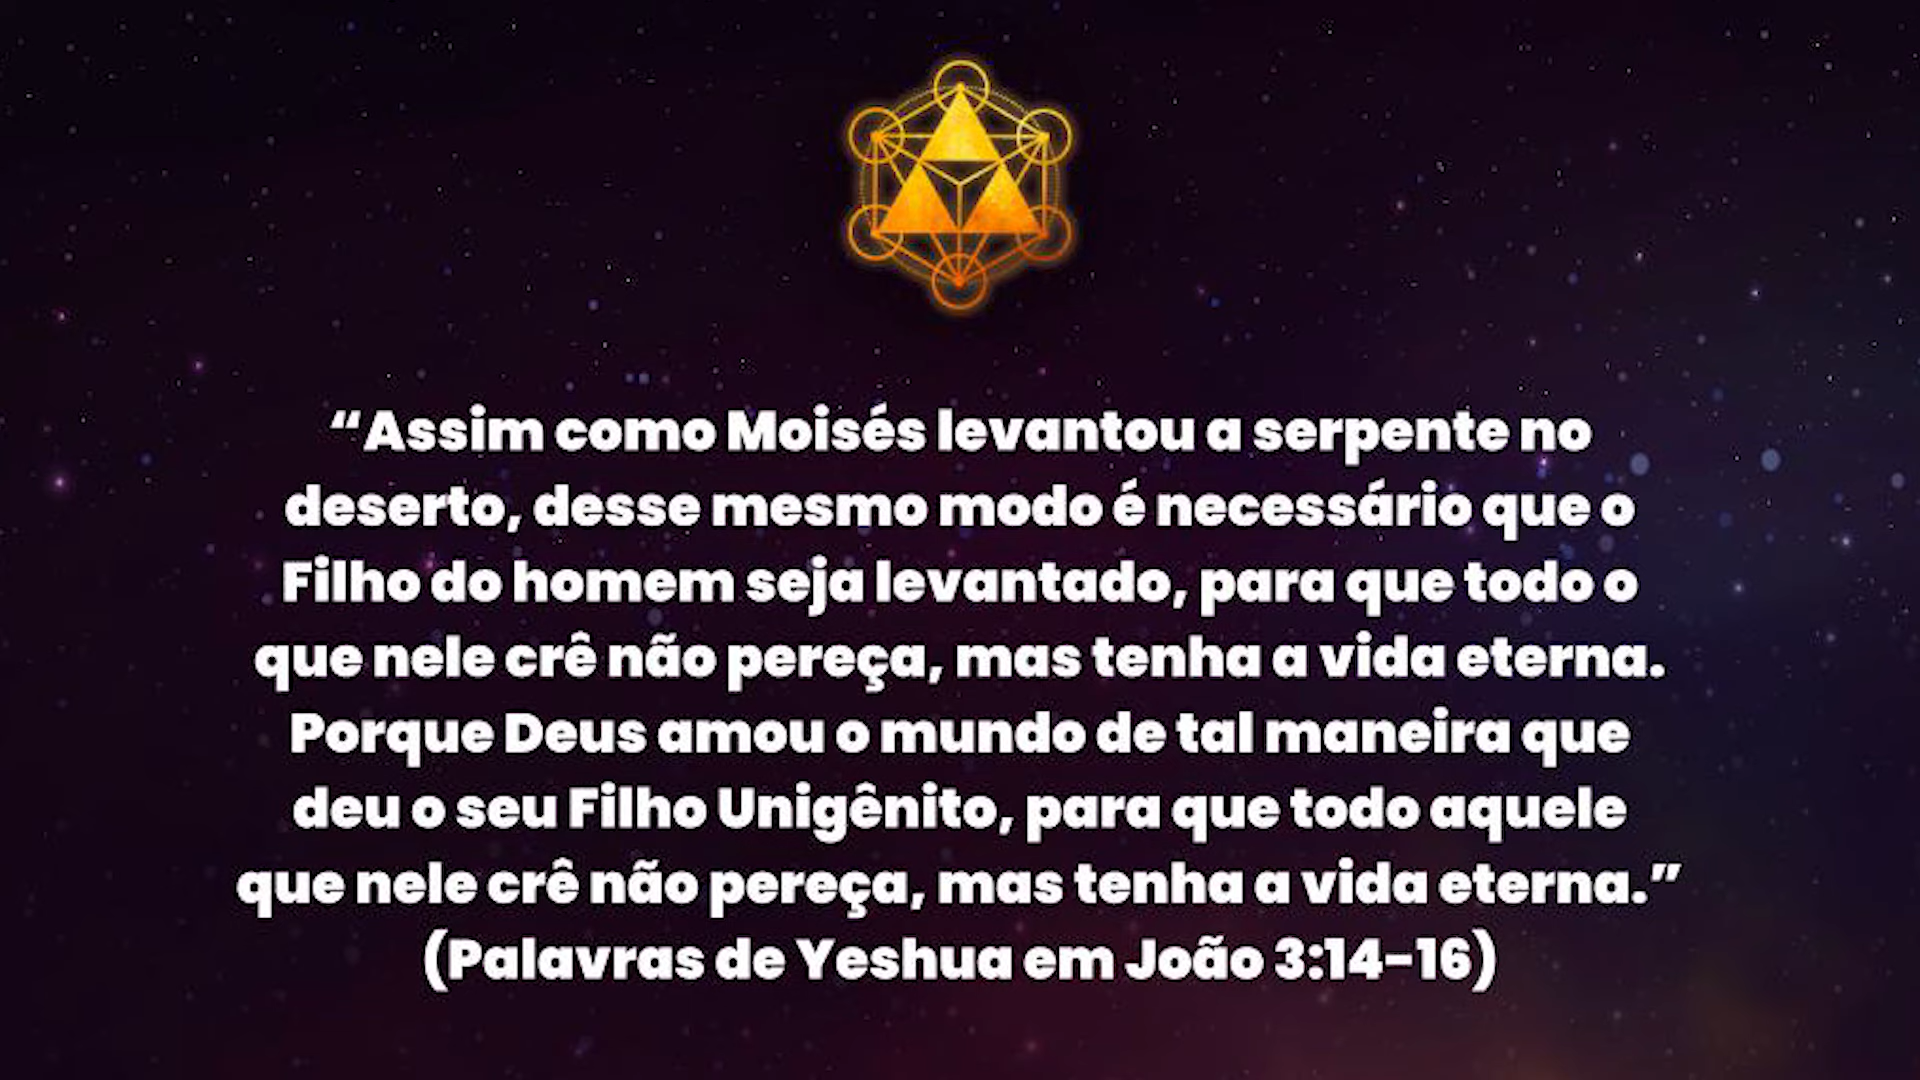 “Assim como Moisés levantou a serpente no
deserto, desse mesmo modo é necessário que o
Filho do homem seja levantado, para que todo o
que nele crê não pereça, mas tenha a vida eterna.
Porque Deus amou o mundo de tal maneira que
deu o seu Filho Unigênito, para que todo aquele
que nele crê não pereça, mas tenha a vida eterna.”
(Palavras de Yeshua em João 3:14-16)